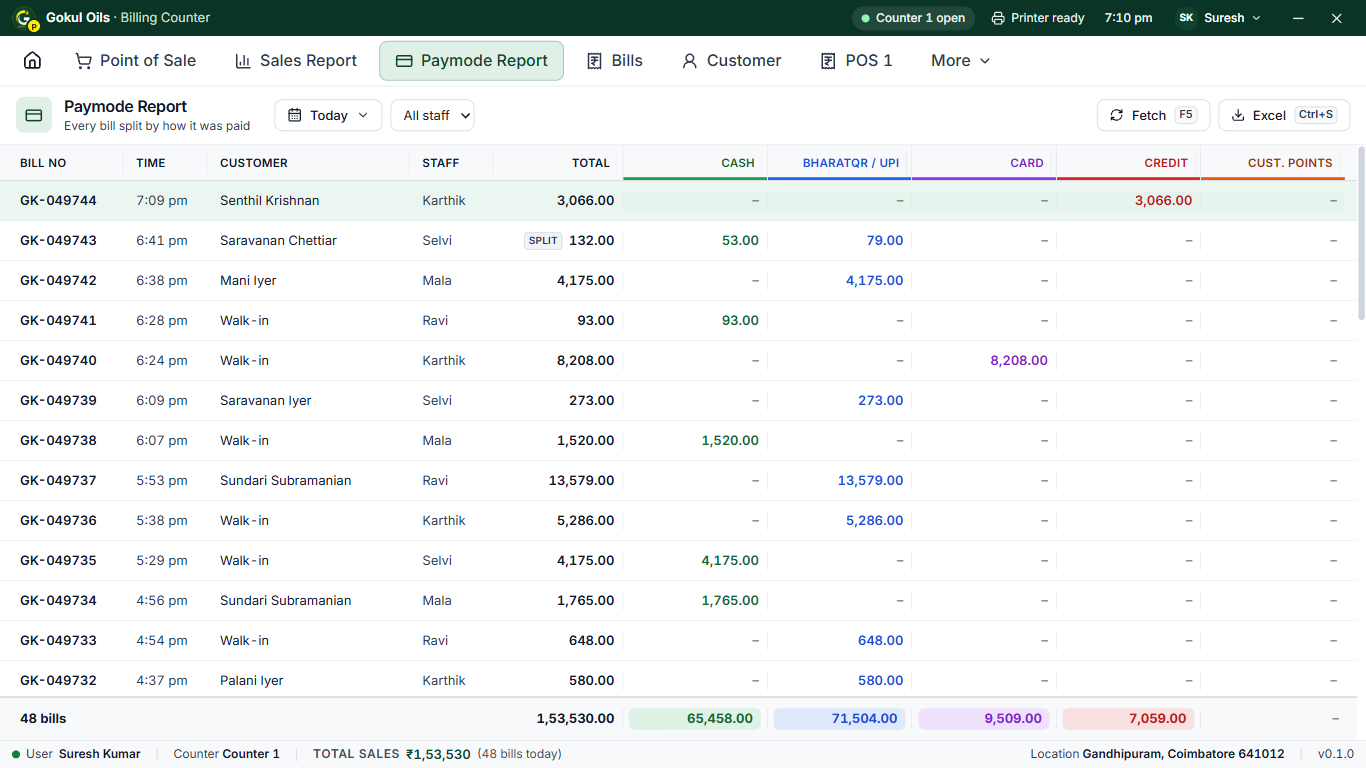 Gokul Oils · Billing Counter
Counter 1 open
Printer ready
7:10 pm
SK Suresh
Point of Sale
Sales Report
Paymode Report
Bills
Customer
POS 1
More
Paymode Report
Every bill split by how it was paid
Today
All staff
Fetch F5
Excel Ctrl+S
BILL NO TIME CUSTOMER STAFF TOTAL CASH BHARATQR / UPI CARD CREDIT CUST. POINTS
GK-049744 7:09 pm Senthil Krishnan Karthik 3,066.00 – – – 3,066.00 –
GK-049743 6:41 pm Saravanan Chettiar Selvi SPLIT 132.00 53.00 79.00 – – –
GK-049742 6:38 pm Mani Iyer Mala 4,175.00 – 4,175.00 – – –
GK-049741 6:28 pm Walk-in Ravi 93.00 93.00 – – – –
GK-049740 6:24 pm Walk-in Karthik 8,208.00 – – 8,208.00 – –
GK-049739 6:09 pm Saravanan Iyer Selvi 273.00 – 273.00 – – –
GK-049738 6:07 pm Walk-in Mala 1,520.00 1,520.00 – – – –
GK-049737 5:53 pm Sundari Subramanian Ravi 13,579.00 – 13,579.00 – – –
GK-049736 5:38 pm Walk-in Karthik 5,286.00 – 5,286.00 – – –
GK-049735 5:29 pm Walk-in Selvi 4,175.00 4,175.00 – – – –
GK-049734 4:56 pm Sundari Subramanian Mala 1,765.00 1,765.00 – – – –
GK-049733 4:54 pm Walk-in Ravi 648.00 – 648.00 – – –
GK-049732 4:37 pm Palani Iyer Karthik 580.00 – 580.00 – – –
48 bills 1,53,530.00 65,458.00 71,504.00 9,509.00 7,059.00 –
User Suresh Kumar Counter Counter 1 TOTAL SALES ₹1,53,530 (48 bills today) Location Gandhipuram, Coimbatore 641012 v0.1.0